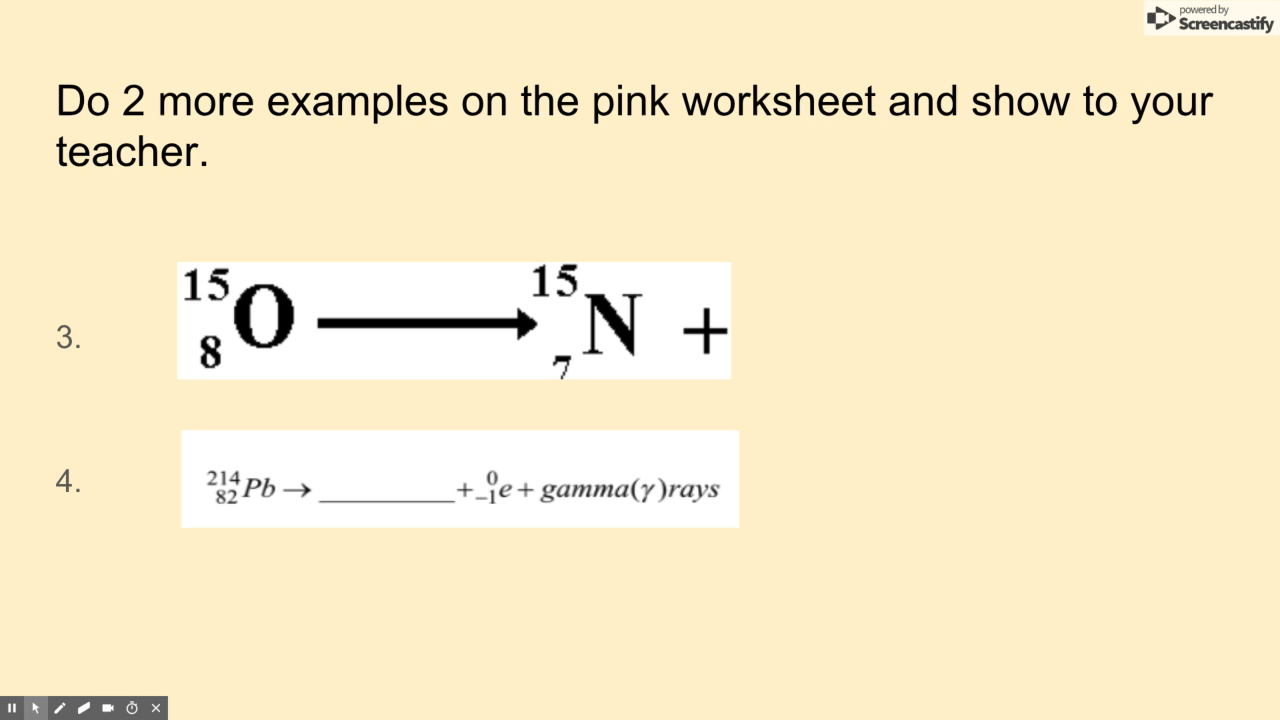 powered by
Screencastify
Do 2 more examples on the pink worksheet and show to your
teacher.
3. ¹⁵₈O ⟶ ¹⁵₇N +
4. ²¹⁴₈₂Pb → __________ + ⁰₋₁e + gamma(γ)rays